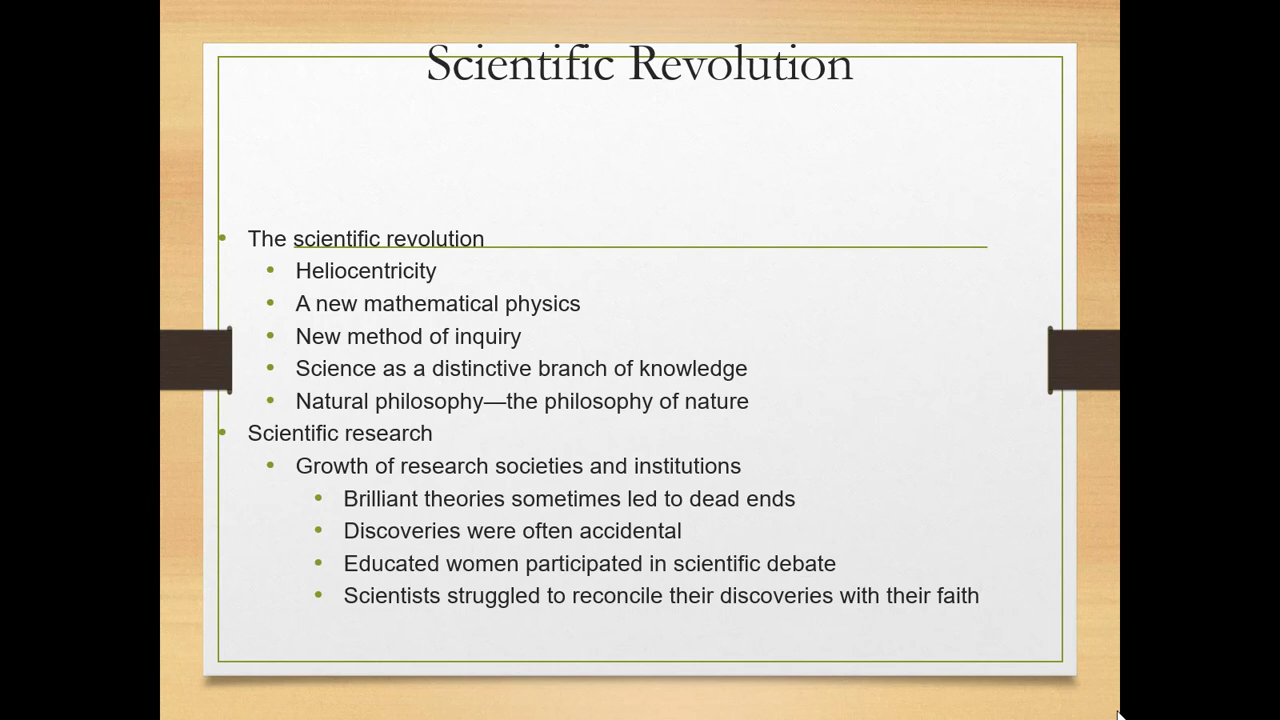 Scientific Revolution
• The scientific revolution
• Heliocentricity
• A new mathematical physics
• New method of inquiry
• Science as a distinctive branch of knowledge
• Natural philosophy—the philosophy of nature
• Scientific research
• Growth of research societies and institutions
• Brilliant theories sometimes led to dead ends
• Discoveries were often accidental
• Educated women participated in scientific debate
• Scientists struggled to reconcile their discoveries with their faith